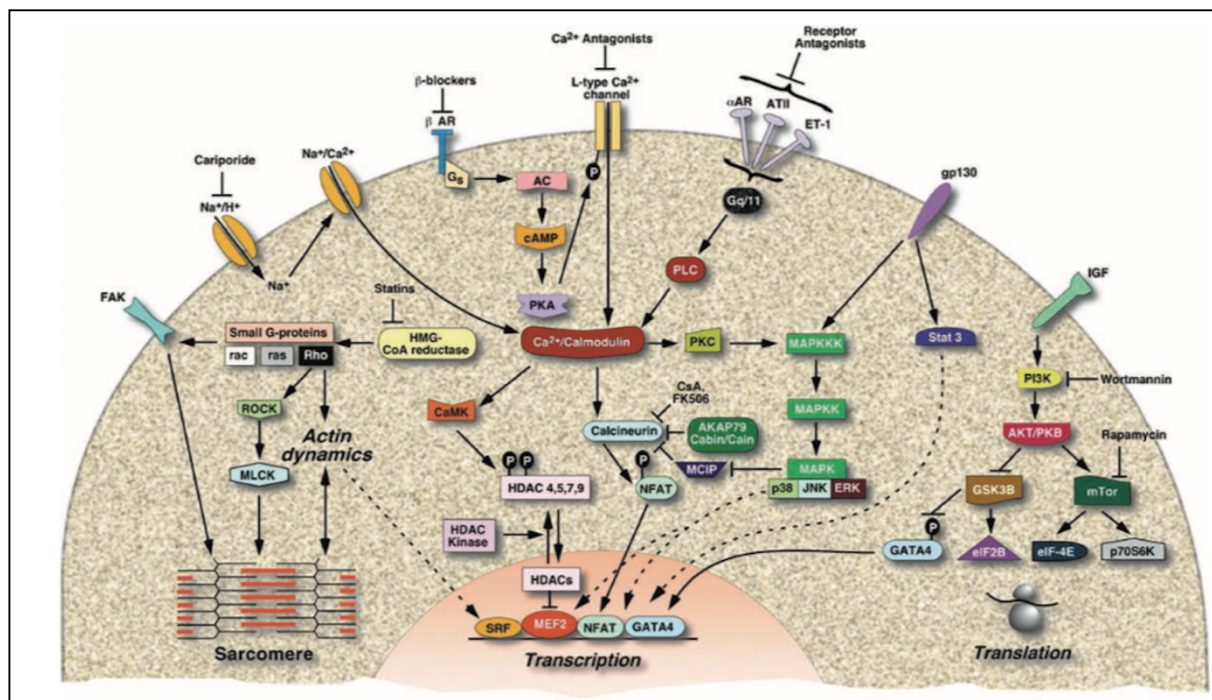 Ca²⁺ Antagonists
Receptor
Antagonists
β-blockers
L-type Ca²⁺
channel
αAR
ATII
ET-1
β AR
Cariporide
Na⁺/Ca²⁺
Gs
AC
P
gp130
Na⁺/H⁺
Gq/11
cAMP
PLC
IGF
Na⁺
FAK
Statins
PKA
Small G-proteins
rac
ras
Rho
HMG-
CoA reductase
Ca²⁺/Calmodulin
PKC
MAPKKK
Stat 3
PI3K
Wortmannin
CsA,
FK506
ROCK
CaMK
MAPKK
Actin
dynamics
Calcineurin
AKAP79
Cabin/Cain
AKT/PKB
Rapamycin
MLCK
P P
P
MCIP
MAPK
HDAC 4,5,7,9
NFAT
p38
JNK
ERK
GSK3B
mTor
HDAC
Kinase
P
GATA4
eIF2B
eIF-4E
p70S6K
HDACs
SRF
MEF2
NFAT
GATA4
Sarcomere
Transcription
Translation